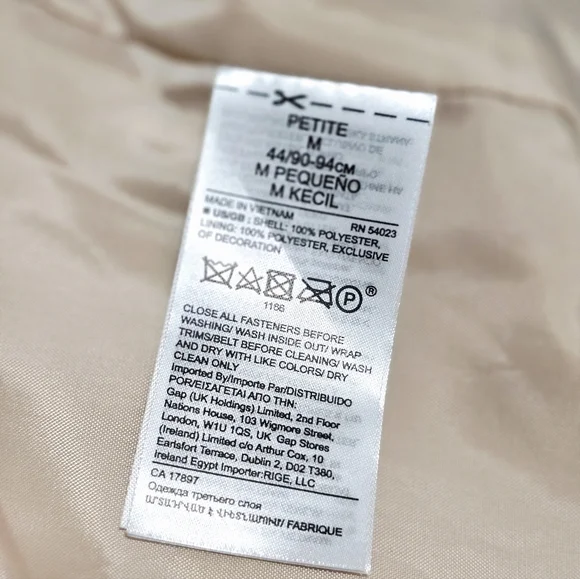 PETITE
M
44/90-94CM
M PEQUEÑO
M KECIL
MADE IN VIETNAM RN 54023
US/GB : SHELL: 100% POLYESTER,
LINING: 100% POLYESTER, EXCLUSIVE
OF DECORATION
P ®
1166
CLOSE ALL FASTENERS BEFORE
WASHING/ WASH INSIDE OUT/ WRAP
TRIMS/BELT BEFORE CLEANING/ WASH
AND DRY WITH LIKE COLORS/ DRY
CLEAN ONLY
Imported By/Importe Par/DISTRIBUIDO
POR/ΕΙΣΑΓΕΤΑΙ ΑΠΟ ΤΗΝ:
Gap (UK Holdings) Limited, 2nd Floor
Nations House, 103 Wigmore Street,
London, W1U 1QS, UK Gap Stores
(Ireland) Limited c/o Arthur Cox, 10
Earlsfort Terrace, Dublin 2, D02 T380,
Ireland Egypt Importer:RIGE, LLC
CA 17897
Одежда третьего слоя
ԱՐՏԱԴՐՎԱԾ Է ՎԻԵՏՆԱՄՈՒՄ/ FABRIQUE